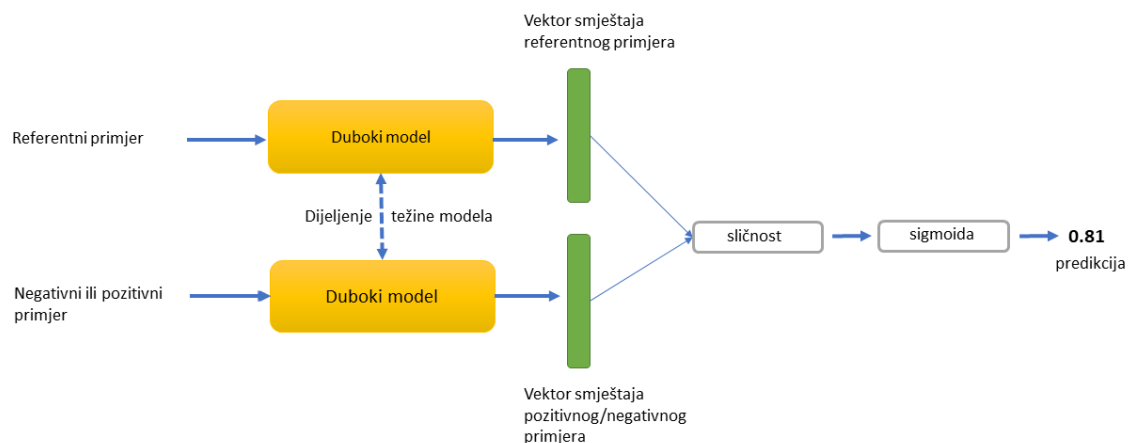 Vektor smještaja
referentnog primjera
Referentni primjer
Duboki model
Dijeljenje težine modela
Negativni ili pozitivni
primjer
Duboki model
Vektor smještaja
pozitivnog/negativnog
primjera
sličnost
sigmoida
0.81
predikcija